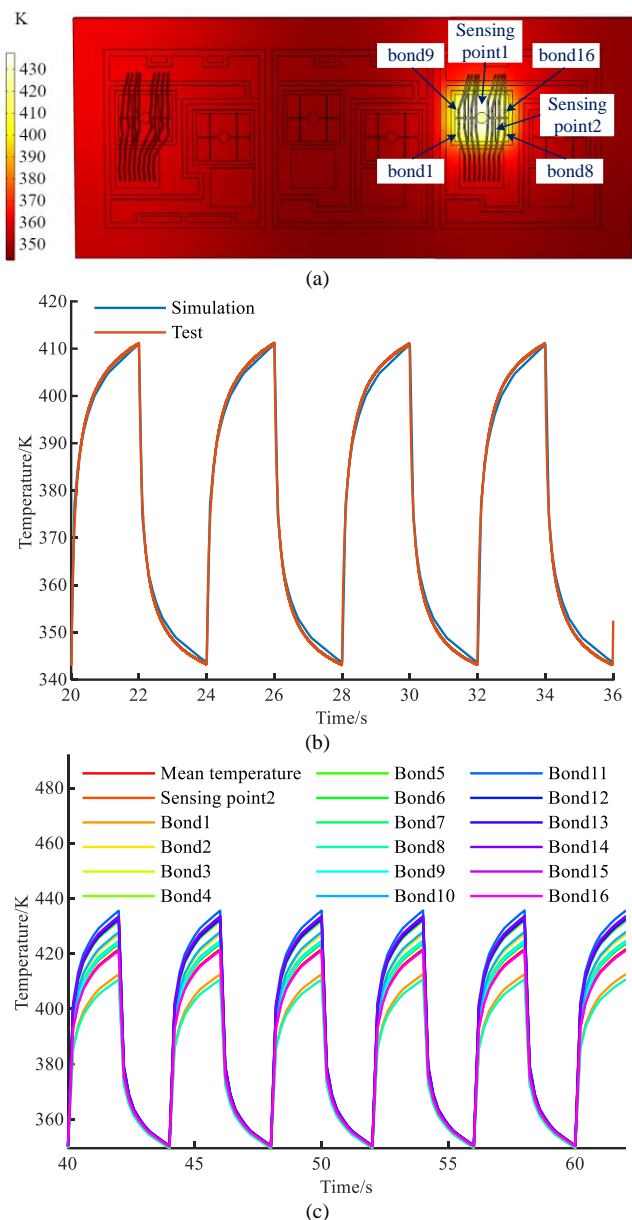 K
430
420
410
400
390
380
370
360
350
bond9
Sensing
point1
bond16
Sensing
point2
bond1
bond8
(a)
420
410
400
390
380
370
360
350
340
Temperature/K
Simulation
Test
20 22 24 26 28 30 32 34 36
Time/s
(b)
480
460
440
420
400
380
360
Temperature/K
Mean temperature Bond5 Bond11
Sensing point2 Bond6 Bond12
Bond1 Bond7 Bond13
Bond2 Bond8 Bond14
Bond3 Bond9 Bond15
Bond4 Bond10 Bond16
40 45 50 55 60
Time/s
(c)